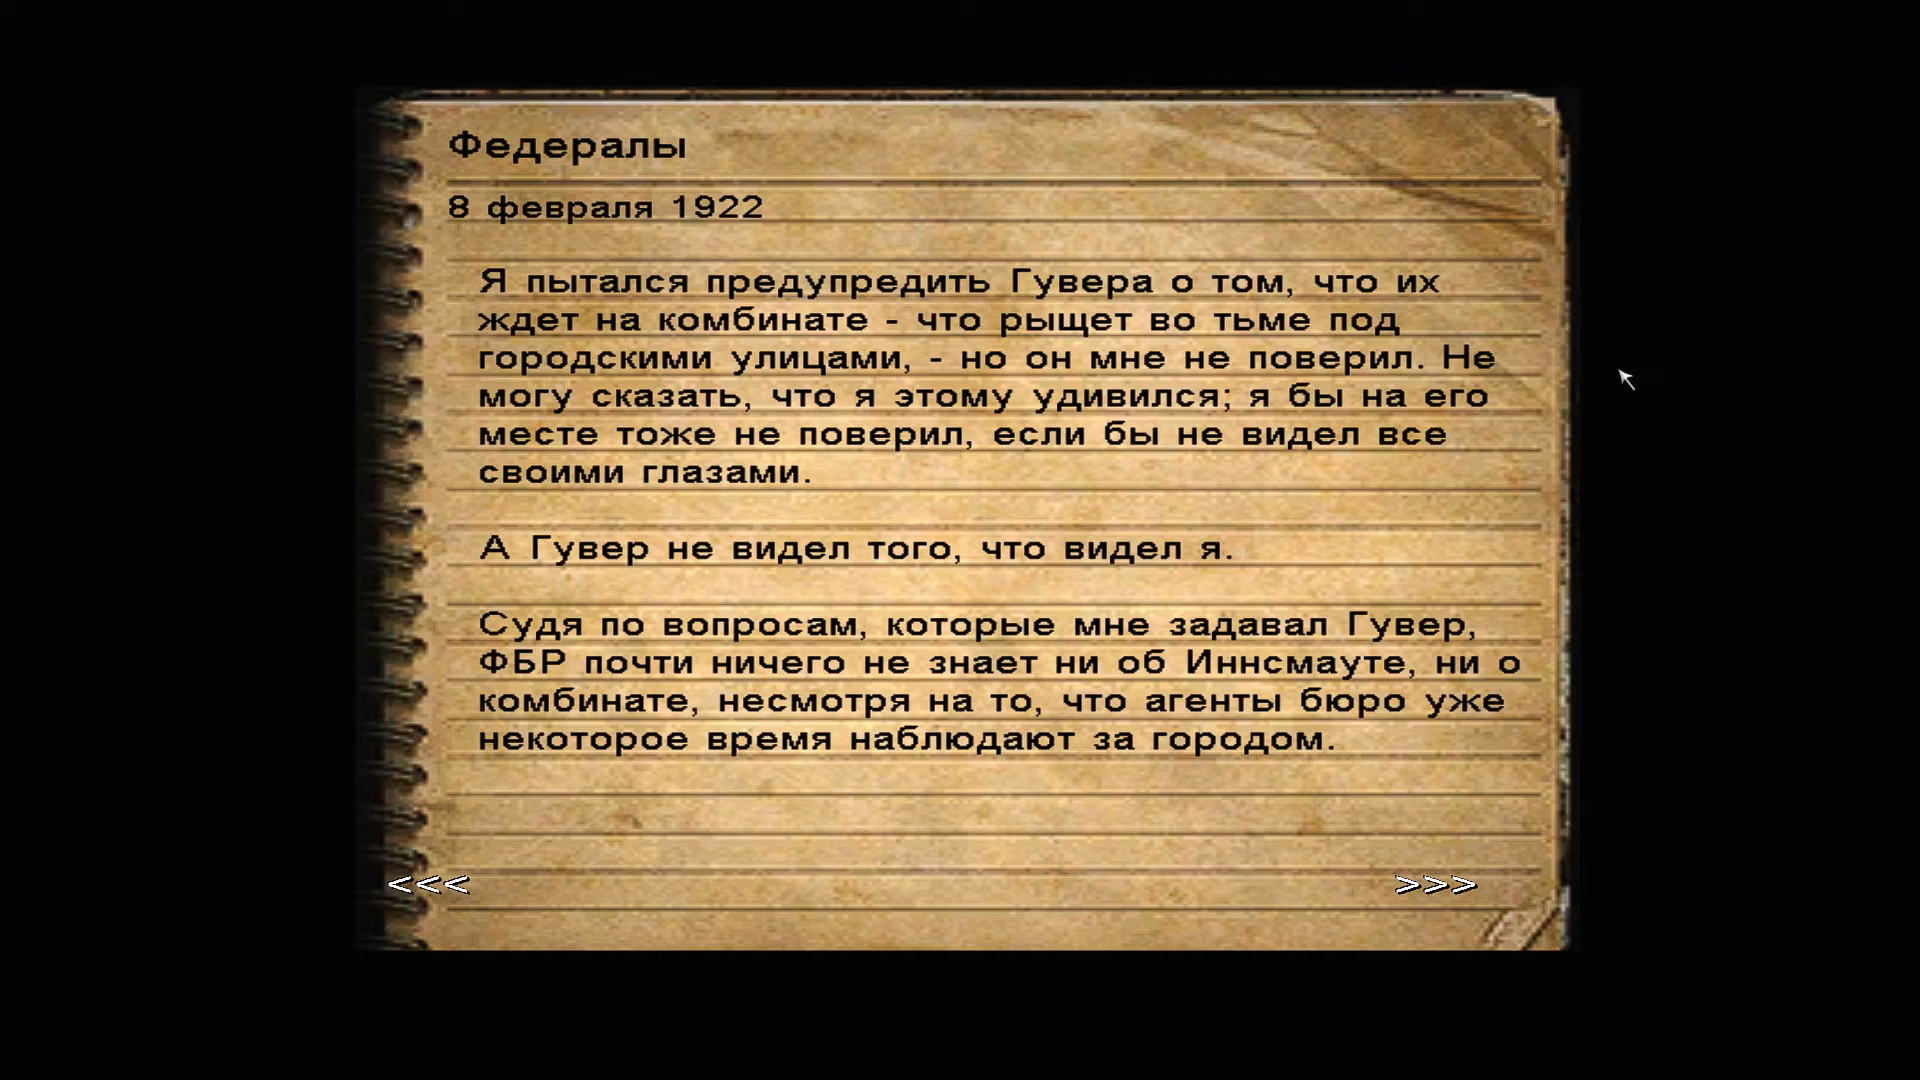 Федералы
8 февраля 1922
Я пытался предупредить Гувера о том, что их
ждет на комбинате - что рыщет во тьме под
городскими улицами, - но он мне не поверил. Не
могу сказать, что я этому удивился; я бы на его
месте тоже не поверил, если бы не видел все
своими глазами.
А Гувер не видел того, что видел я.
Судя по вопросам, которые мне задавал Гувер,
ФБР почти ничего не знает ни об Иннсмауте, ни о
комбинате, несмотря на то, что агенты бюро уже
некоторое время наблюдают за городом.
<<< >>>